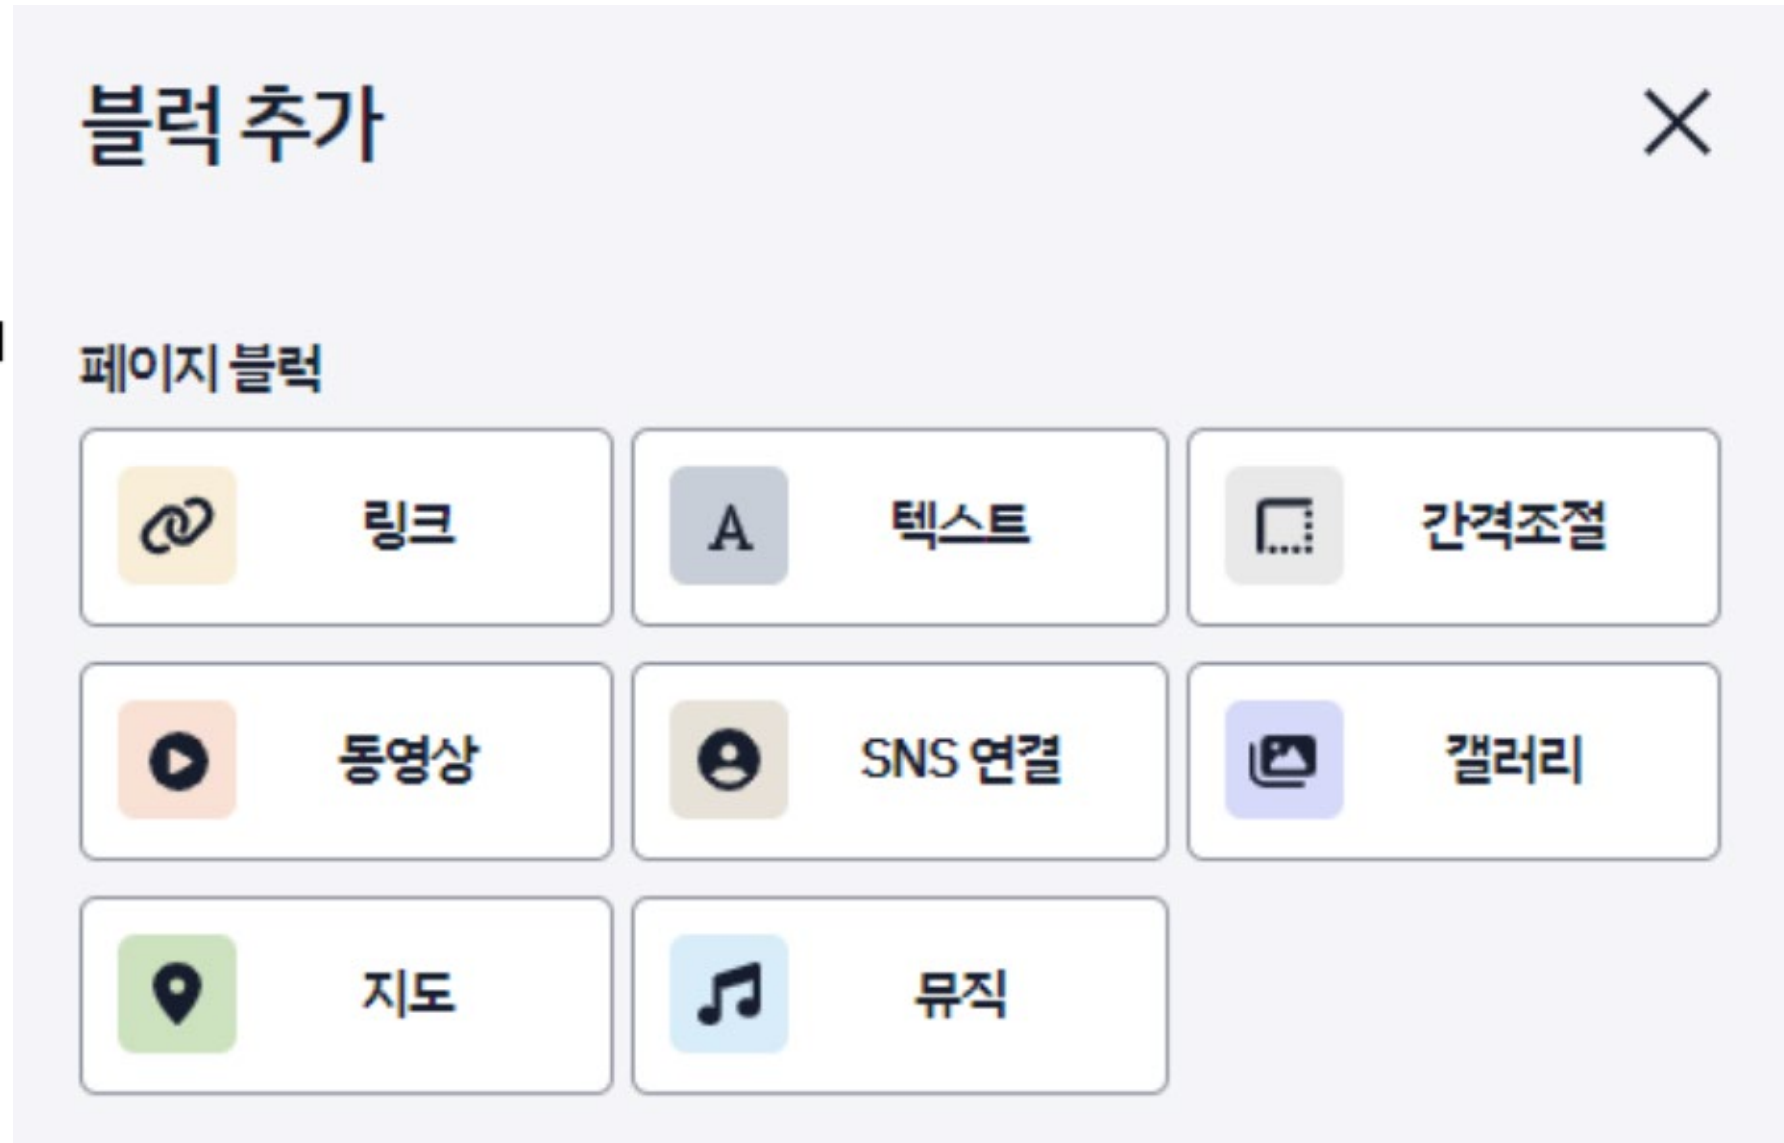 블럭 추가
페이지 블럭
링크 텍스트 간격조절
동영상 SNS 연결 갤러리
지도 뮤직